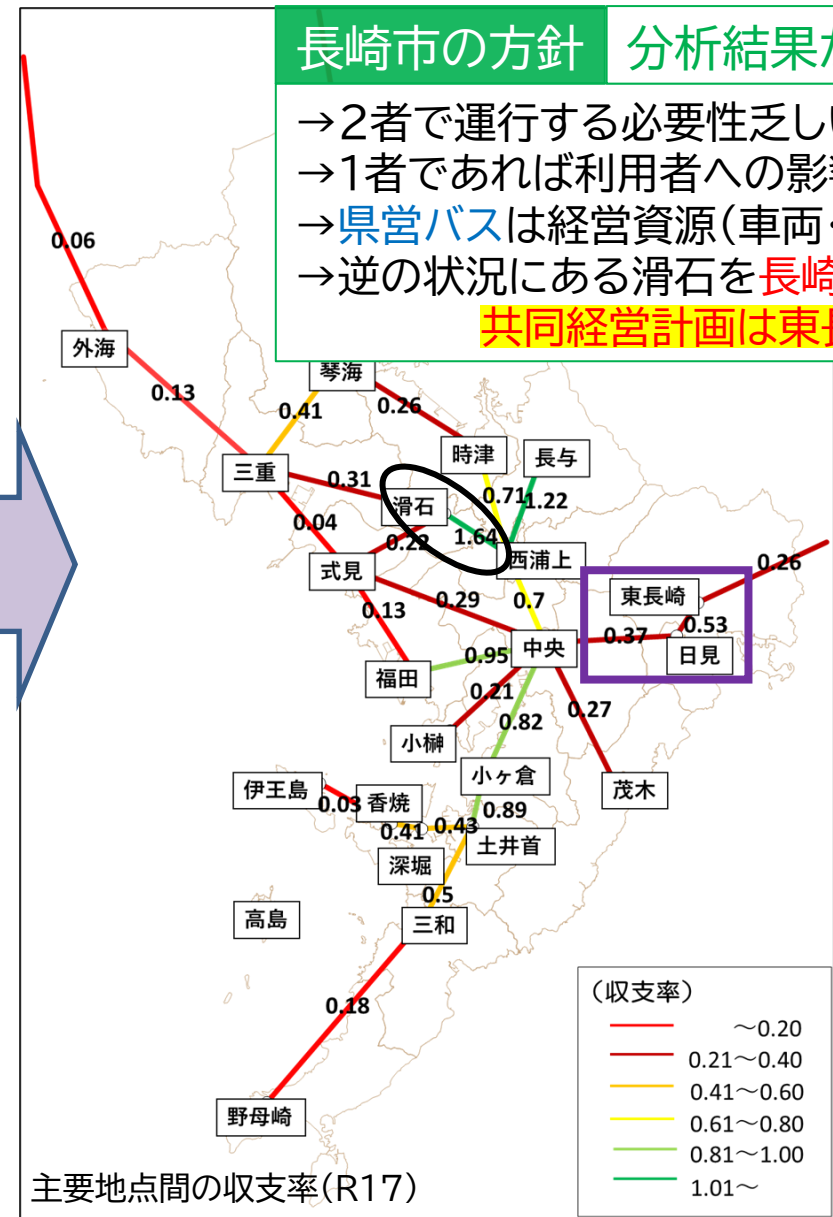 長崎市の方針
分析結果
→2者で運行する必要性乏し
→1者であれば利用者への影
→県営バスは経営資源(車両・
→逆の状況にある滑石を長崎
共同経営計画は東
0.06
外海
0.13
琴海
0.41
0.26
時津
長与
三重
0.31
滑石
0.71
1.22
0.04
0.22
1.64
西浦上
0.26
式見
東長崎
0.29
0.7
0.13
0.53
中央
0.37
0.95
日見
福田
0.21
0.82
0.27
小榊
小ヶ倉
伊王島
茂木
0.03
香焼
0.89
0.41
0.43
土井首
深堀
0.5
高島
三和
0.18
野母崎
(収支率)
～0.20
0.21～0.40
0.41～0.60
0.61～0.80
0.81～1.00
1.01～
主要地点間の収支率(R17)